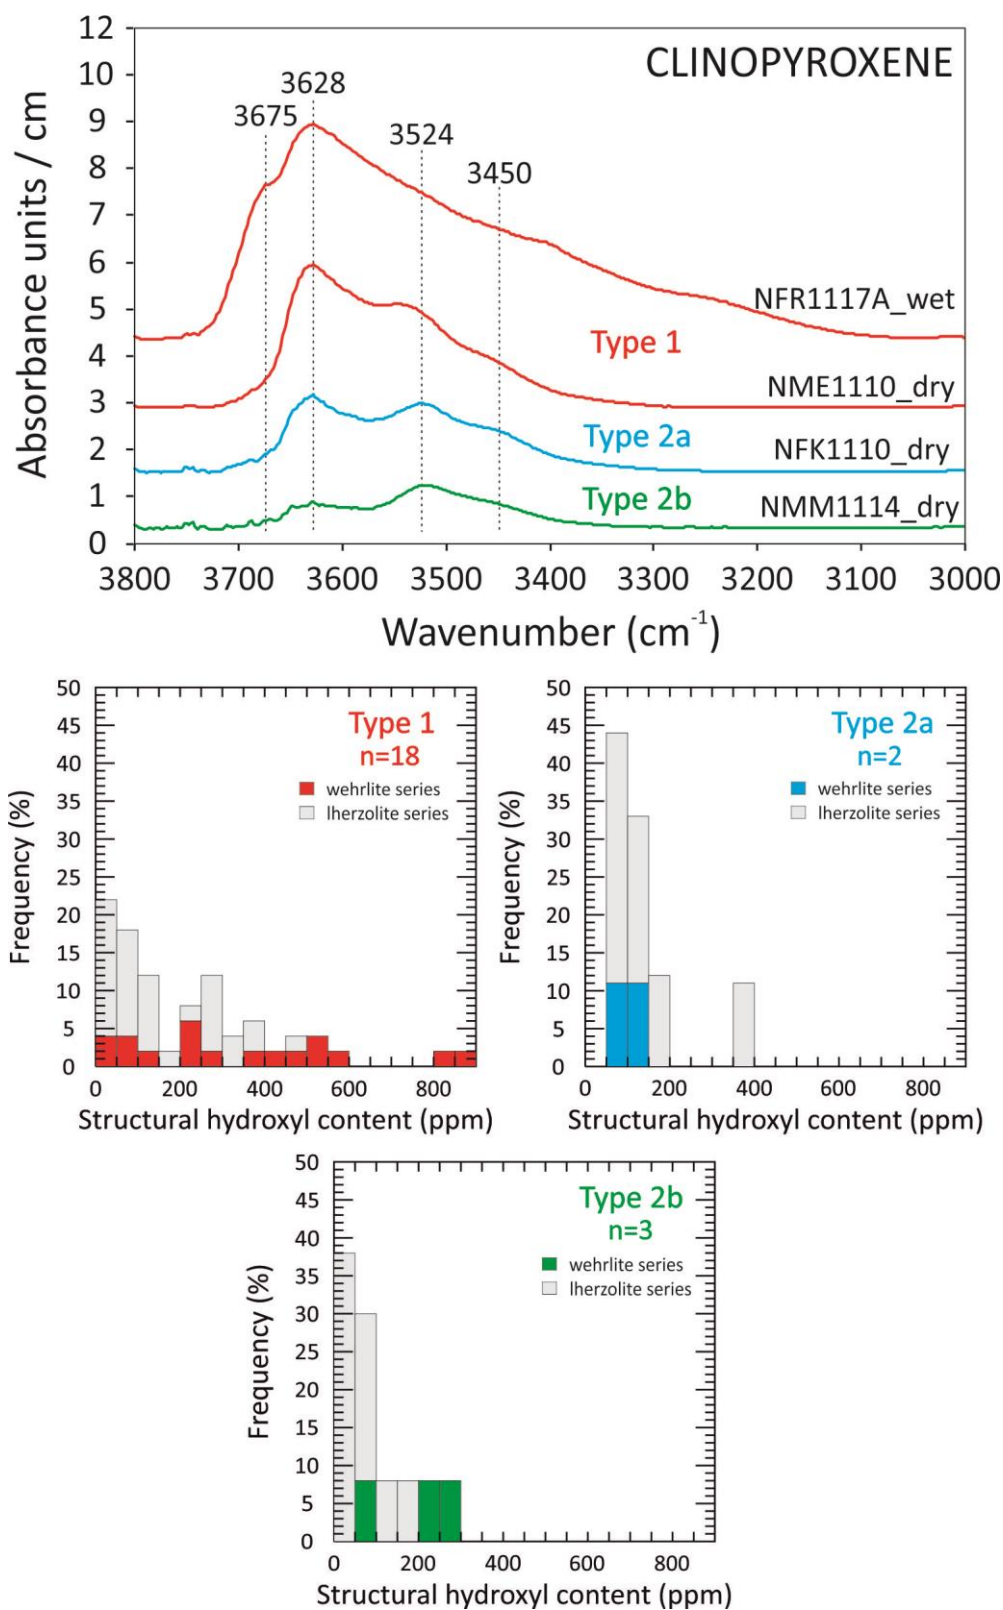 CLINOPYROXENE
Absorbance units / cm
12
10
9
8
7
6
5
4
3
2
1
0
3675
3628
3524
3450
NFR1117A_wet
Type 1
NME1110_dry
Type 2a
NFK1110_dry
Type 2b
NMM1114_dry
3800 3700 3600 3500 3400 3300 3200 3100 3000
Wavenumber (cm⁻¹)
Type 1
n=18
wehrlite series
lherzolite series
Frequency (%)
50
45
40
35
30
25
20
15
10
5
0
0 200 400 600 800
Structural hydroxyl content (ppm)
Type 2a
n=2
wehrlite series
lherzolite series
Frequency (%)
50
45
40
35
30
25
20
15
10
5
0
0 200 400 600 800
Structural hydroxyl content (ppm)
Type 2b
n=3
wehrlite series
lherzolite series
Frequency (%)
50
45
40
35
30
25
20
15
10
5
0
0 200 400 600 800
Structural hydroxyl content (ppm)